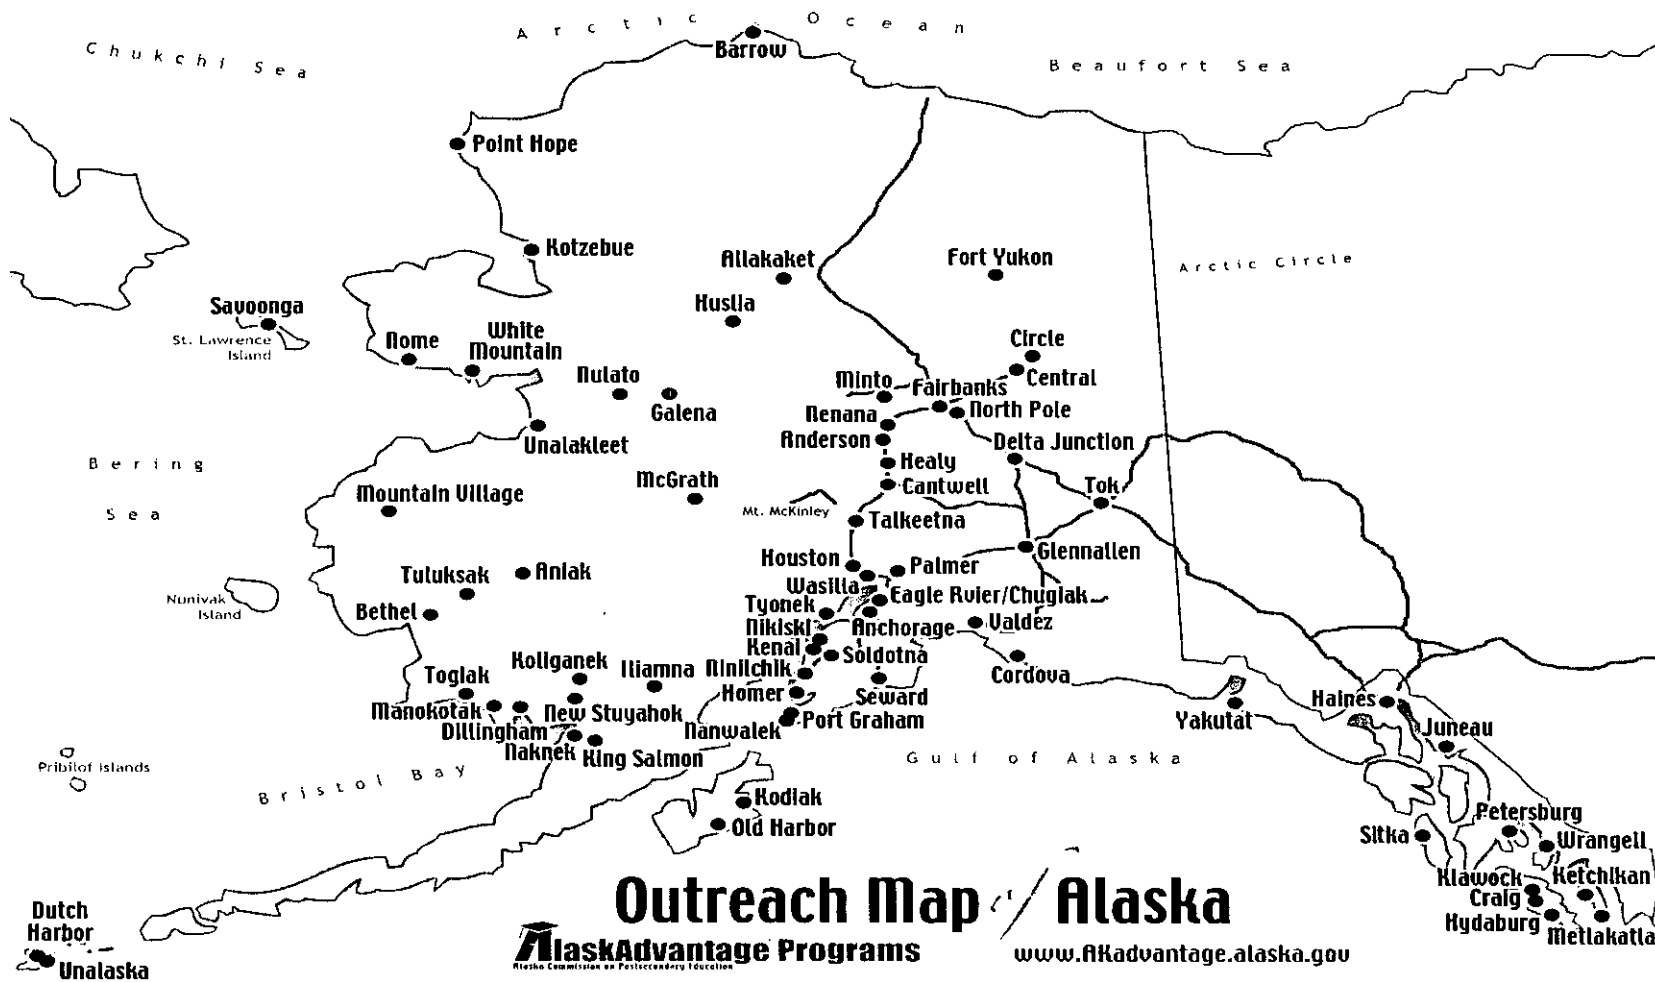 Arctic Ocean
Chukchi Sea
Barrow
Beaufort Sea
Point Hope
Kotzebue
Allakaket
Fort Yukon
Arctic Circle
Huslia
Savoonga
St. Lawrence
Island
Nome
White
Mountain
Circle
Central
Nulato
Galena
Minto
Fairbanks
North Pole
Nenana
Anderson
Unalakleet
Delta Junction
Bering
Sea
Healy
Cantwell
McGrath
Tok
Mountain Village
Mt. McKinley
Talkeetna
Glennallen
Houston
Palmer
Wasilla
Tuluksak
Aniak
Nunivak
Island
Eagle Rvier/Chugiak
Bethel
Tyonek
Anchorage
Valdez
Nikiski
Kenai
Soldotna
Koliganek
Iliamna
Ninilchik
Cordova
Togiak
Homer
Seward
Haines
Manokotak
New Stuyahok
Port Graham
Yakutat
Dillingham
Nanwalek
Juneau
Naknek
King Salmon
Gulf of Alaska
Pribilof Islands
Bristol Bay
Kodiak
Old Harbor
Petersburg
Sitka
Wrangell
Klawock
Ketchikan
Craig
Hydaburg
Metlakatla
Outreach Map of Alaska
Dutch
Harbor
Unalaska
AlaskAdvantage Programs
Alaska Commission on Postsecondary Education
www.AKadvantage.alaska.gov